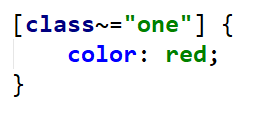 [class~="one"] {
    color: red;
}